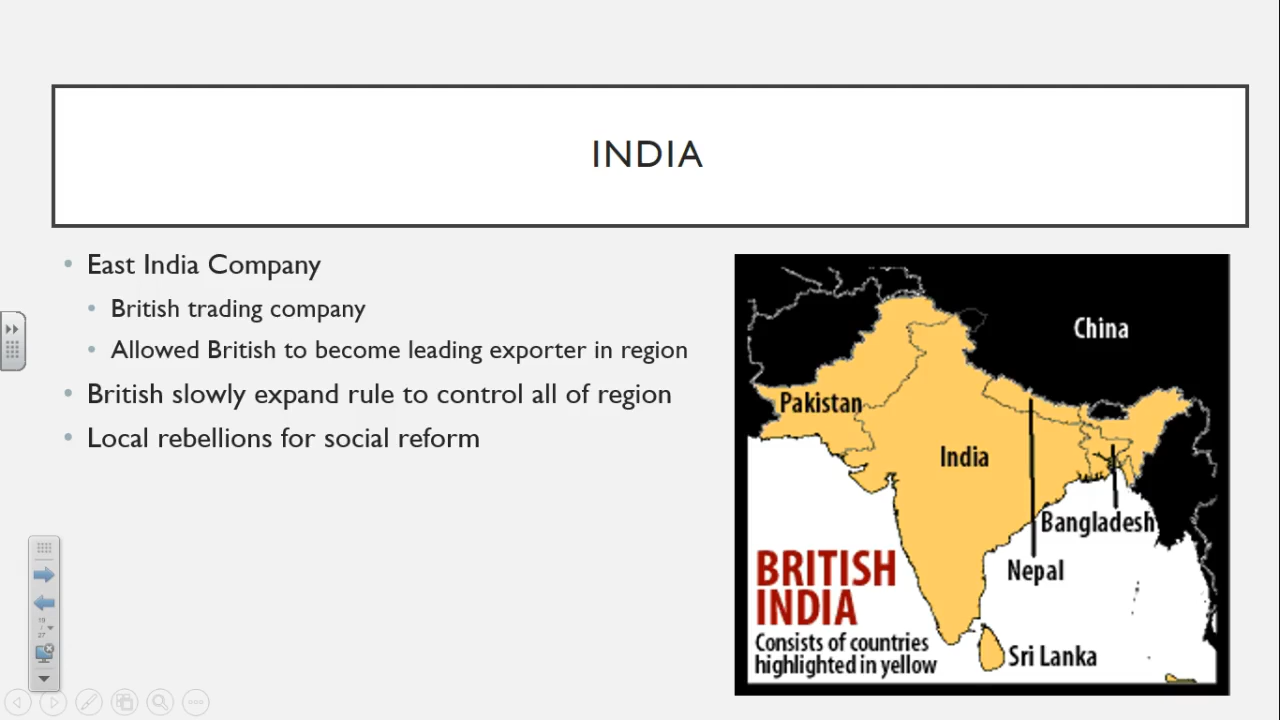 INDIA
East India Company
British trading company
Allowed British to become leading exporter in region
British slowly expand rule to control all of region
Local rebellions for social reform
China
Pakistan
India
Bangladesh
Nepal
BRITISH
INDIA
Consists of countries
highlighted in yellow
Sri Lanka
19
/
27